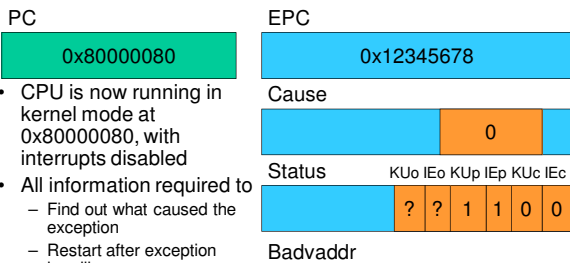 PC
0x80000080
• CPU is now running in
kernel mode at
0x80000080, with
interrupts disabled
• All information required to
– Find out what caused the
exception
– Restart after exception
EPC
0x12345678
Cause
0
Status
KUo IEo KUp IEp KUc IEc
? ? 1 1 0 0
Badvaddr